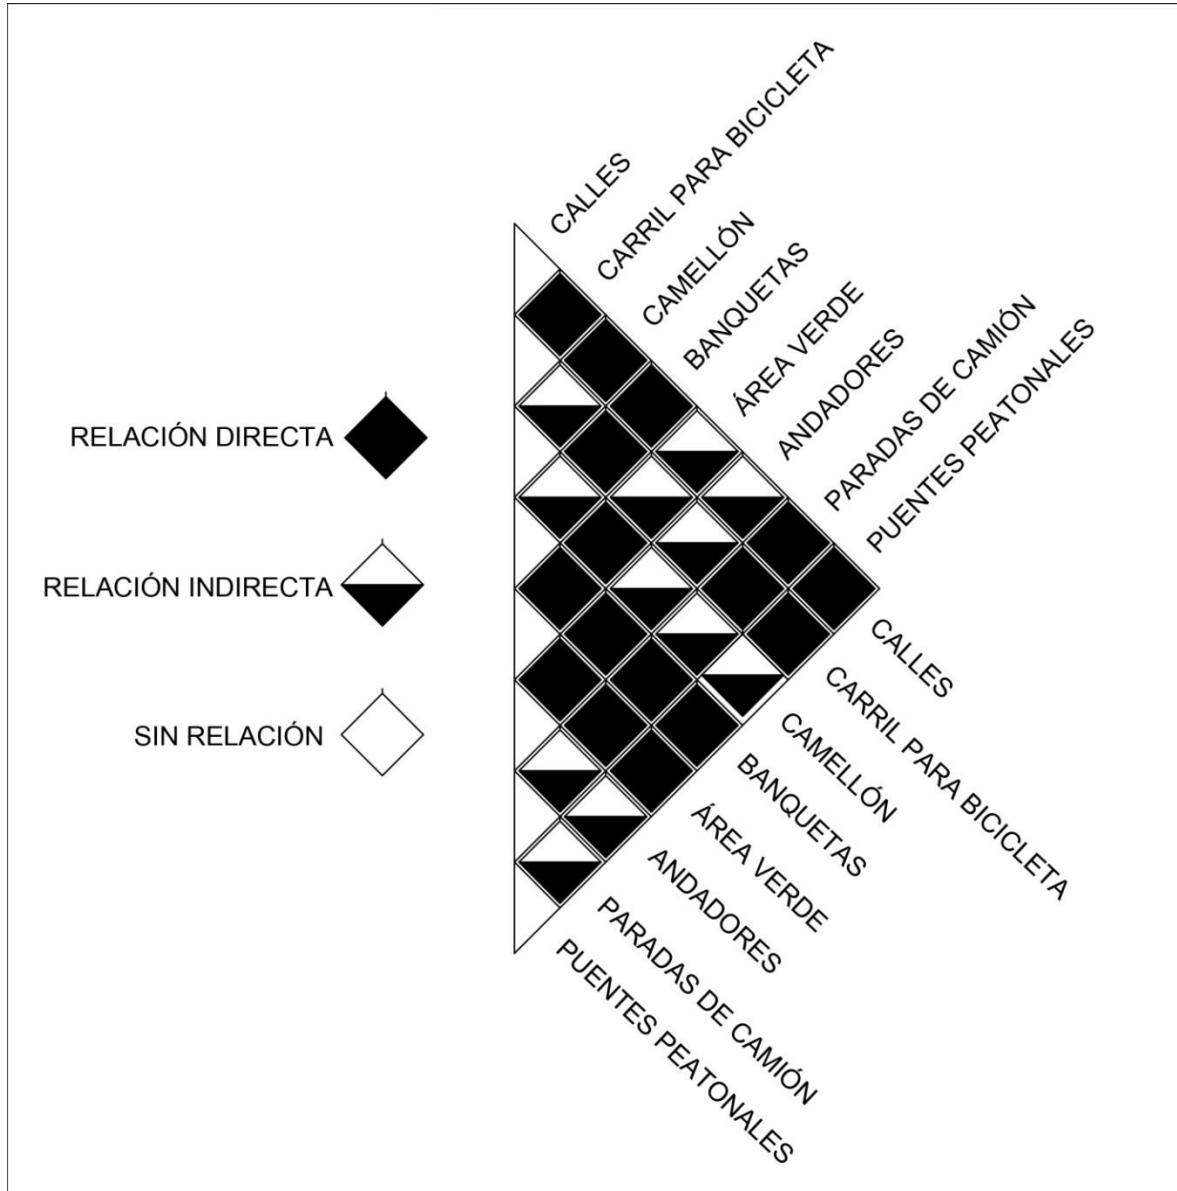 CALLES
CARRIL PARA BICICLETA
CAMELLÓN
BANQUETAS
ÁREA VERDE
ANDADORES
PARADAS DE CAMIÓN
PUENTES PEATONALES
RELACIÓN DIRECTA
RELACIÓN INDIRECTA
SIN RELACIÓN
CALLES
CARRIL PARA BICICLETA
CAMELLÓN
BANQUETAS
ÁREA VERDE
ANDADORES
PARADAS DE CAMIÓN
PUENTES PEATONALES